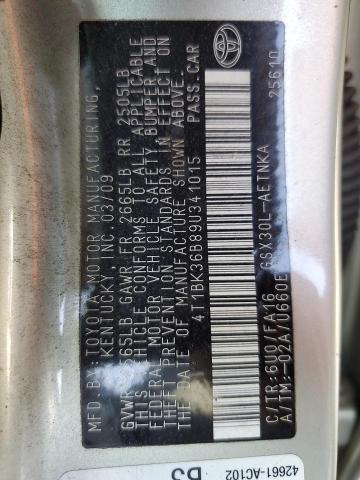 MFD. BY: TOYOTA MOTOR MANUFACTURING,
KENTUCKY, INC. 03/09
GVWR 4565LB GAWR FR 2665LB RR 2505LB
THIS VEHICLE CONFORMS TO ALL APPLICABLE
FEDERAL MOTOR VEHICLE SAFETY, BUMPER AND
THEFT PREVENTION STANDARDS IN EFFECT ON
THE DATE OF MANUFACTURE SHOWN ABOVE.
4T1BK36B89U341015 PASS. CAR
C/TR:6U0/FA16
A/TM:-02A/U660E GSX30L-AETNKA 25610
42661-AC102
B3